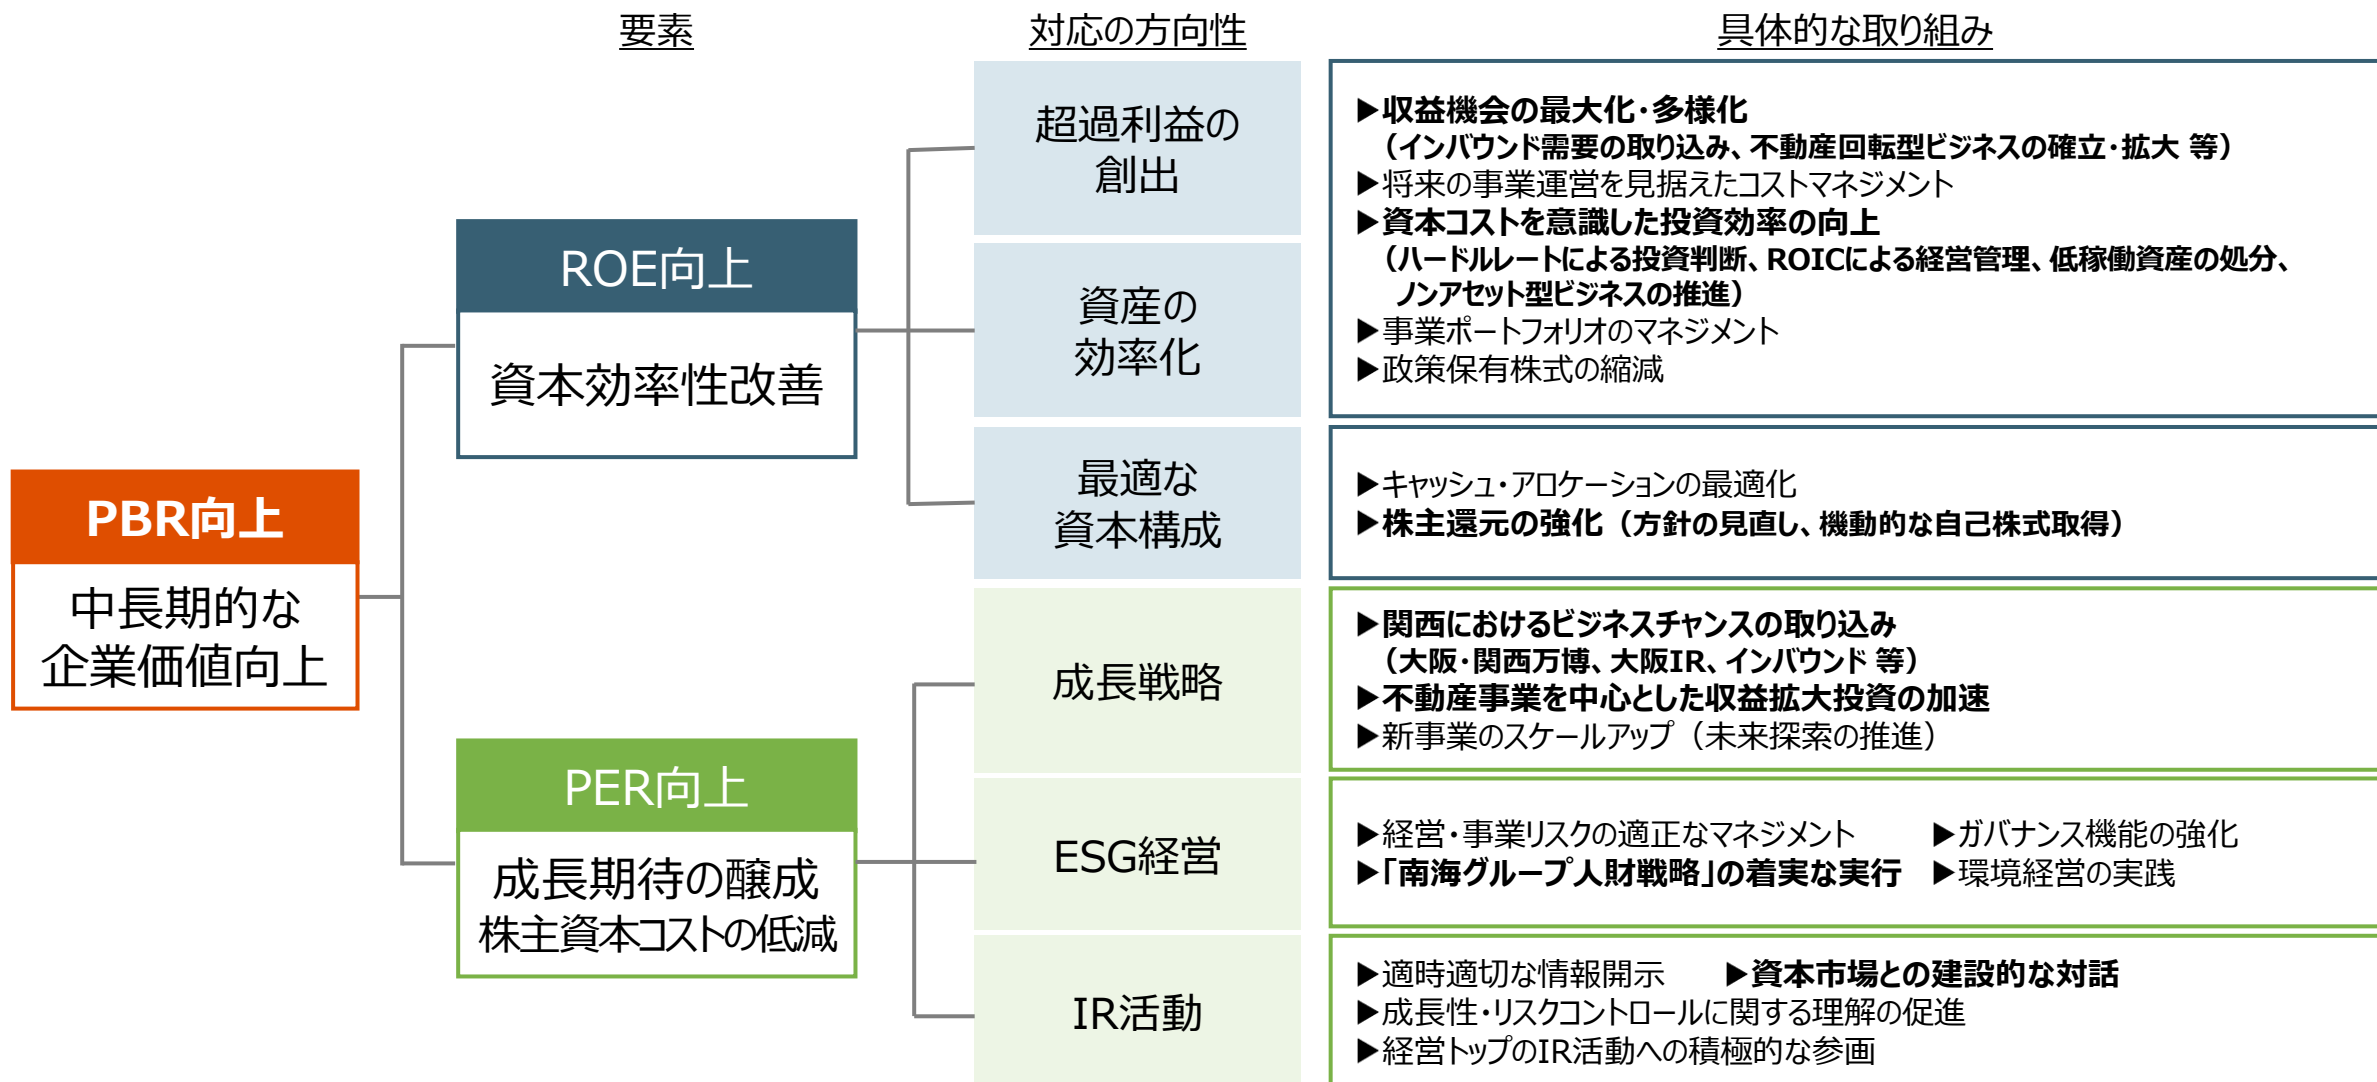 要素
対応の方向性
具体的な取り組み
PBR向上
中長期的な
企業価値向上
ROE向上
資本効率性改善
超過利益の
創出
資産の
効率化
▶収益機会の最大化・多様化
(インバウンド需要の取り込み、不動産回転型ビジネスの確立・拡大 等)
▶将来の事業運営を見据えたコストマネジメント
▶資本コストを意識した投資効率の向上
(ハードルレートによる投資判断、ROICによる経営管理、低稼働資産の処分、
ノンアセット型ビジネスの推進)
▶事業ポートフォリオのマネジメント
▶政策保有株式の縮減
最適な
資本構成
▶キャッシュ・アロケーションの最適化
▶株主還元の強化(方針の見直し、機動的な自己株式取得)
PER向上
成長期待の醸成
株主資本コストの低減
成長戦略
▶関西におけるビジネスチャンスの取り込み
(大阪・関西万博、大阪IR、インバウンド 等)
▶不動産事業を中心とした収益拡大投資の加速
▶新事業のスケールアップ(未来探索の推進)
ESG経営
▶経営・事業リスクの適正なマネジメント ▶ガバナンス機能の強化
▶「南海グループ人財戦略」の着実な実行 ▶環境経営の実践
IR活動
▶適時適切な情報開示 ▶資本市場との建設的な対話
▶成長性・リスクコントロールに関する理解の促進
▶経営トップのIR活動への積極的な参画